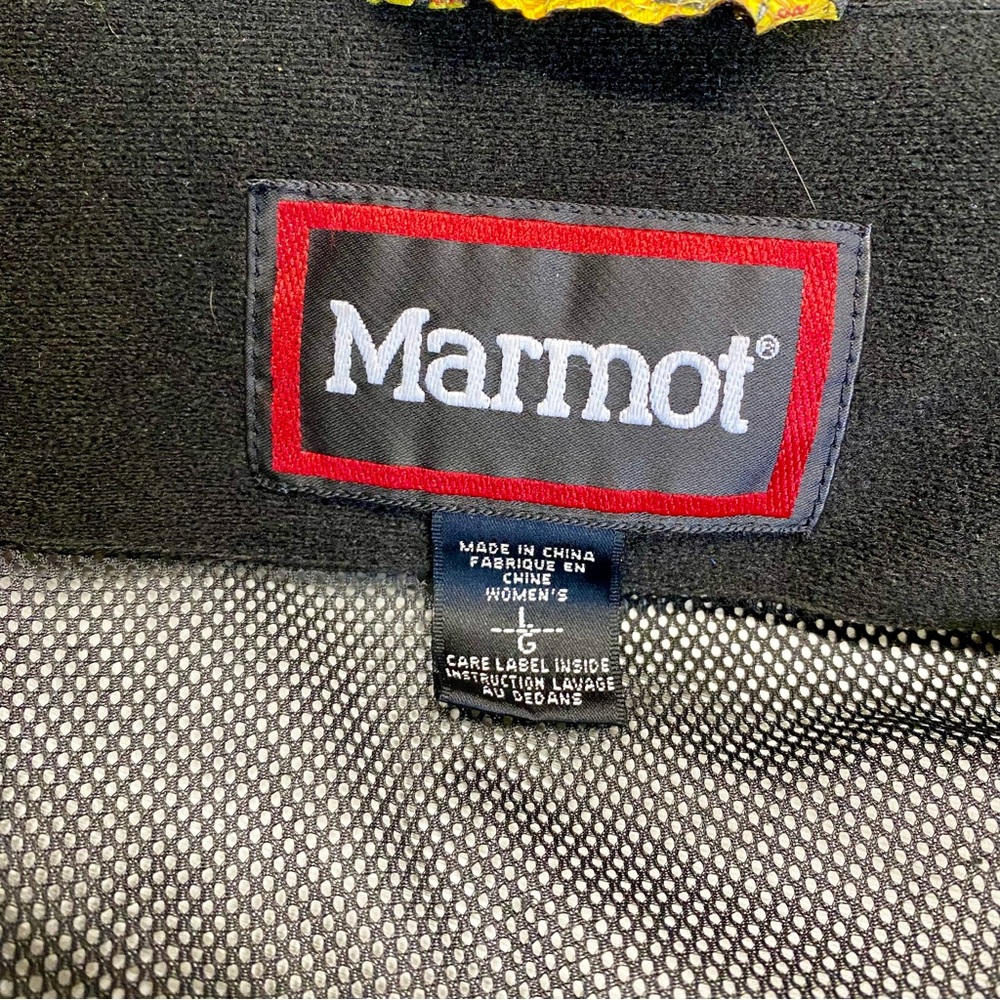 Marmot®
MADE IN CHINA
FABRIQUE EN
CHINE
WOMEN'S
L
G
CARE LABEL INSIDE
INSTRUCTION LAVAGE
AU DEDANS